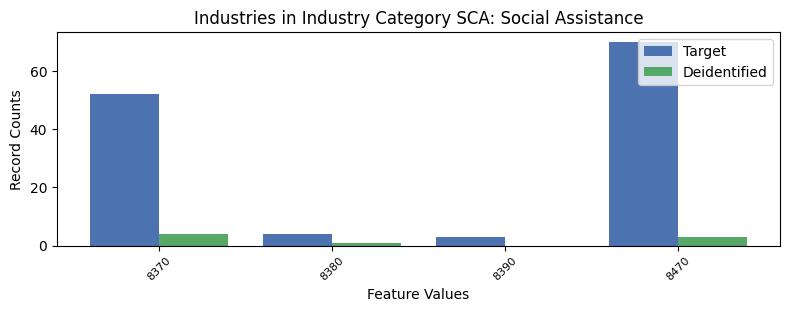 Industries in Industry Category SCA: Social Assistance
Target
Deidentified
Record Counts
60
40
20
0
8370
8380
8390
8470
Feature Values